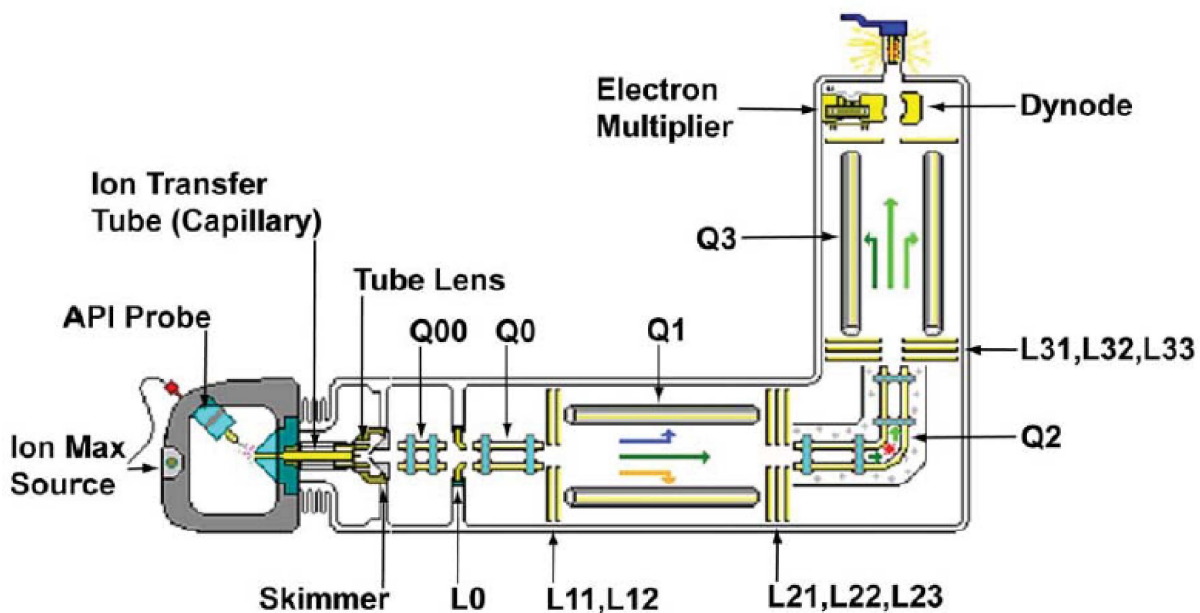 Electron
Multiplier
Dynode
Ion Transfer
Tube (Capillary)
Q3
Tube Lens
API Probe
Q00
Q0
Q1
L31,L32,L33
Ion Max
Source
Q2
Skimmer
L0
L11,L12
L21,L22,L23